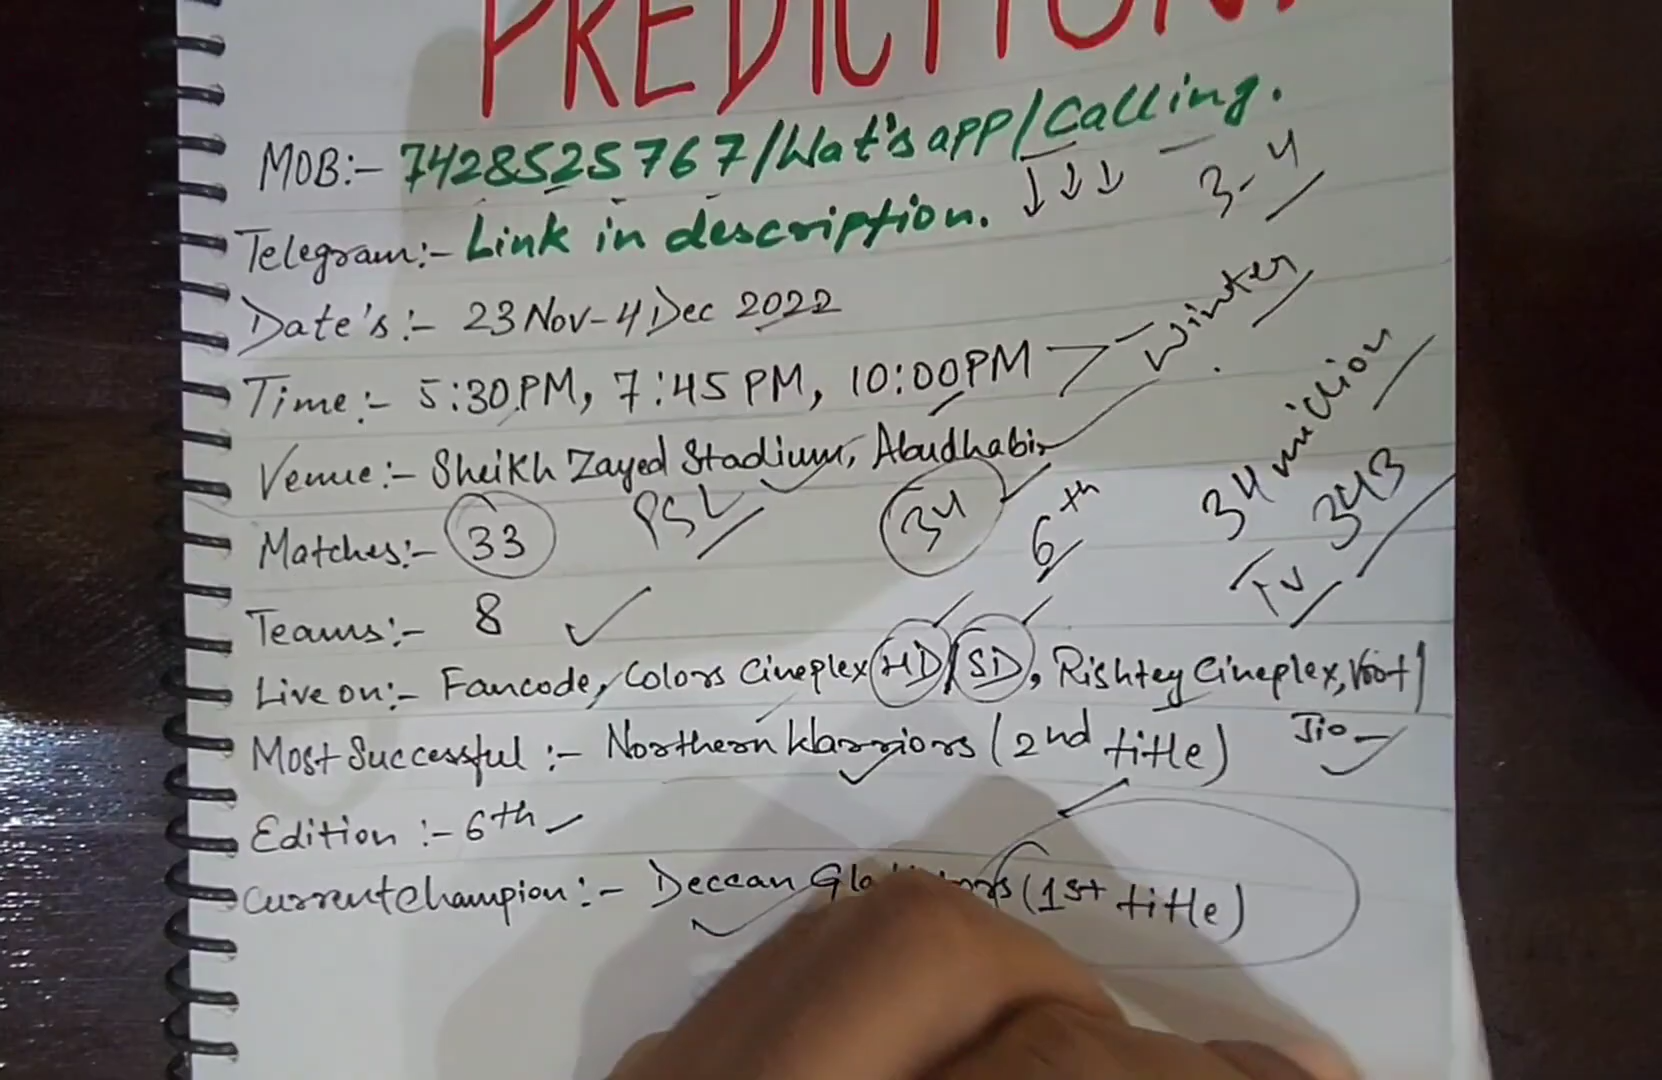 PREDICTION.
MOB:- 7428525767/Wat's app/Calling.
3-4
Telegram:- Link in description. ↓↓↓
Date's:- 23 Nov-4 Dec 2022
Winter
Time:- 5:30 PM, 7:45 PM, 10:00PM
Venue:- Sheikh Zayed Stadium, Abudhabi
34 million
Matches:- 33 PSL 34 6th
TV 343
Teams:- 8
Live on:- Fancode, Colors Cineplex HD/SD, Rishtey Cineplex, Voot/
Jio
Most Successful:- Northern Warriors (2nd title)
Edition:- 6th
Current Champion:- Deccan (1st title)